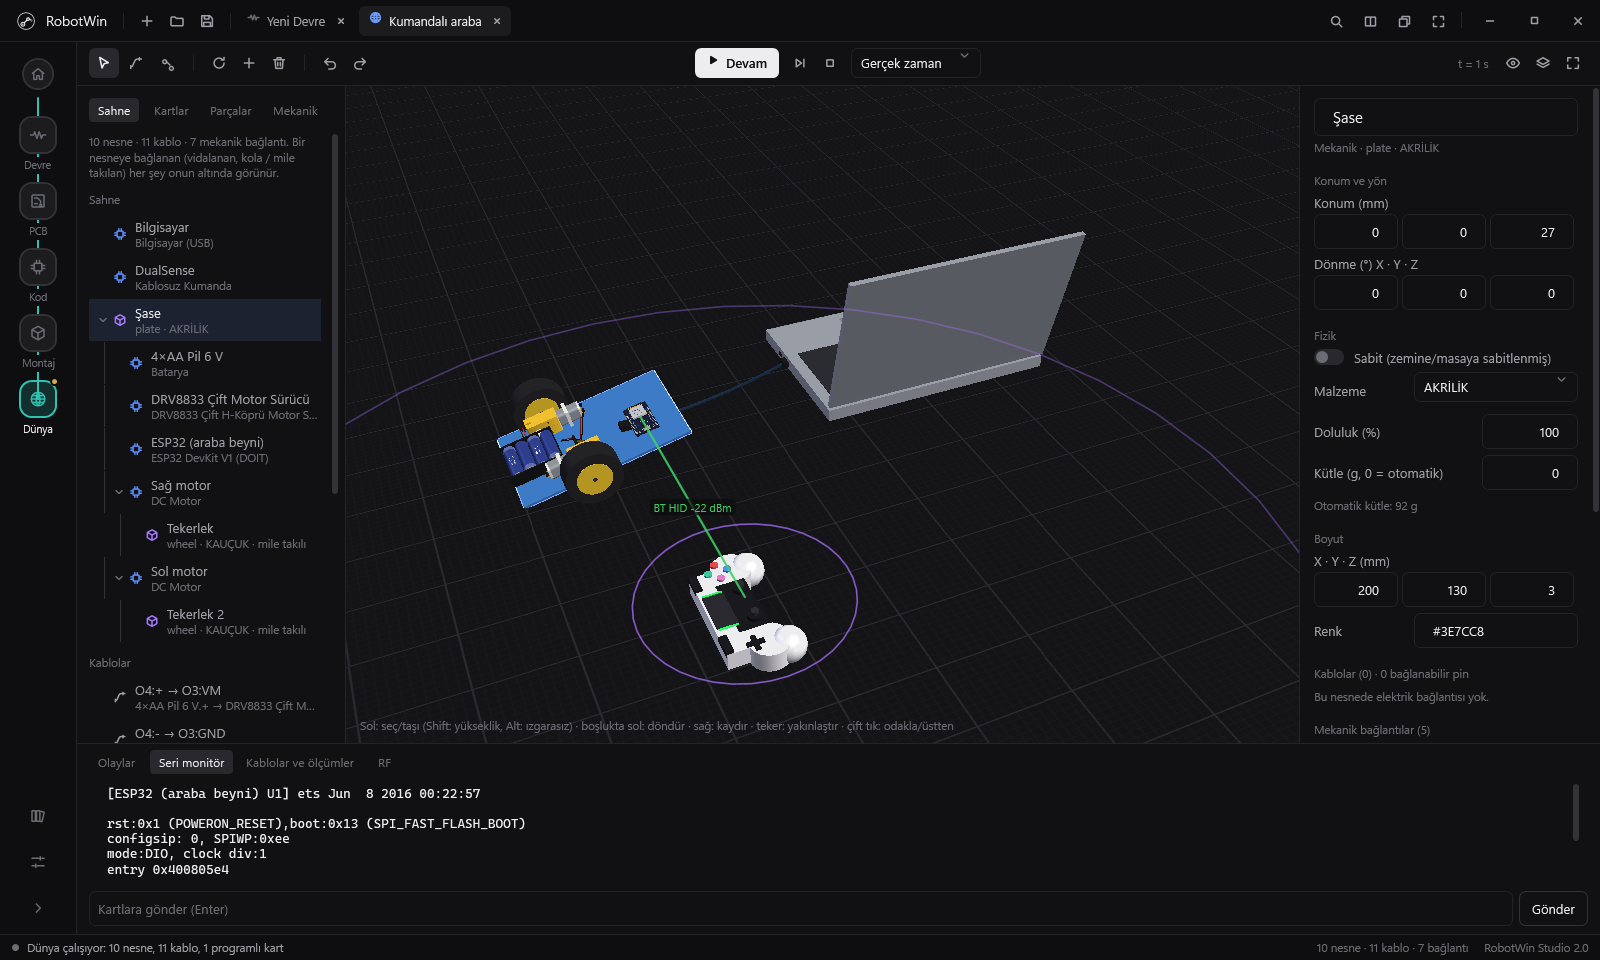 RobotWin
Yeni Devre
Kumandalı araba
Devam
Gerçek zaman
t = 1 s
Devre
PCB
Kod
Montaj
Dünya
Sahne
Kartlar
Parçalar
Mekanik
10 nesne · 11 kablo · 7 mekanik bağlantı. Bir
nesneye bağlanan (vidalanan, kola / mile
takılan) her şey onun altında görünür.
Sahne
Bilgisayar
Bilgisayar (USB)
DualSense
Kablosuz Kumanda
Şase
plate · AKRİLİK
4×AA Pil 6 V
Batarya
DRV8833 Çift Motor Sürücü
DRV8833 Çift H-Köprü Motor S...
ESP32 (araba beyni)
ESP32 DevKit V1 (DOIT)
Sağ motor
DC Motor
Tekerlek
wheel · KAUÇUK · mile takılı
Sol motor
DC Motor
Tekerlek 2
wheel · KAUÇUK · mile takılı
Kablolar
O4:+ → O3:VM
4×AA Pil 6 V.+ → DRV8833 Çift M...
O4:- → O3:GND
BT HID -22 dBm
Sol: seç/taşı (Shift: yükseklik, Alt: ızgarasız) · boşlukta sol: döndür · sağ: kaydır · teker: yakınlaştır · çift tık: odakla/üstten
Şase
Mekanik · plate · AKRİLİK
Konum ve yön
Konum (mm)
0 0 27
Dönme (°) X · Y · Z
0 0 0
Fizik
Sabit (zemine/masaya sabitlenmiş)
Malzeme AKRİLİK
Doluluk (%) 100
Kütle (g, 0 = otomatik) 0
Otomatik kütle: 92 g
Boyut
X · Y · Z (mm)
200 130 3
Renk #3E7CC8
Kablolar (0) · 0 bağlanabilir pin
Bu nesnede elektrik bağlantısı yok.
Mekanik bağlantılar (5)
Olaylar
Seri monitör
Kablolar ve ölçümler
RF
[ESP32 (araba beyni) U1] ets Jun  8 2016 00:22:57
rst:0x1 (POWERON_RESET),boot:0x13 (SPI_FAST_FLASH_BOOT)
configsip: 0, SPIWP:0xee
mode:DIO, clock div:1
entry 0x400805e4
Kartlara gönder (Enter)
Gönder
Dünya çalışıyor: 10 nesne, 11 kablo, 1 programlı kart
10 nesne · 11 kablo · 7 bağlantı
RobotWin Studio 2.0